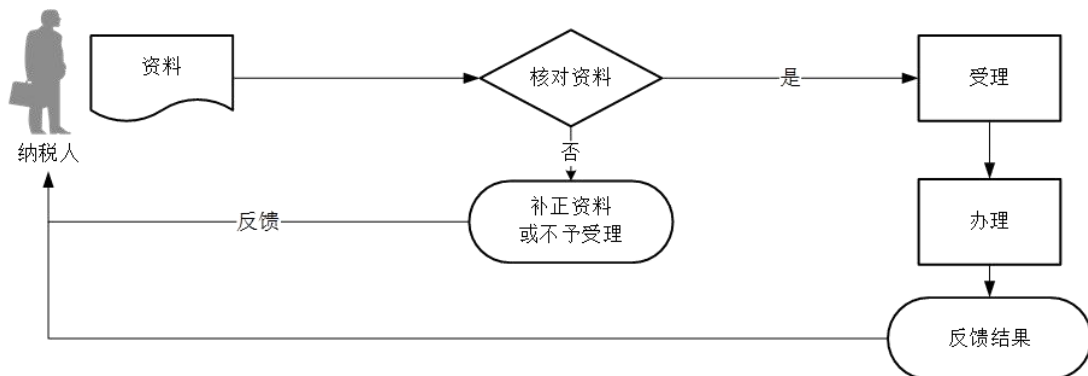 资料
核对资料
是
受理
纳税人
否
补正资料
或不予受理
反馈
办理
反馈结果